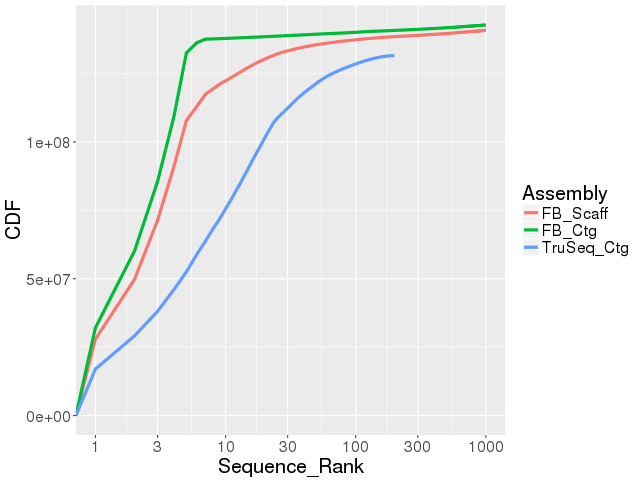 CDF
1e+08
5e+07
0e+00
1 3 10 30 100 300 1000
Sequence_Rank
Assembly
FB_Scaff
FB_Ctg
TruSeq_Ctg